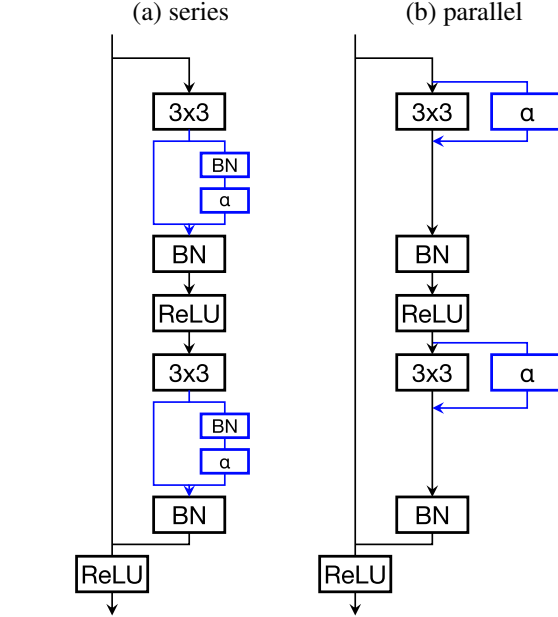 (a) series
3x3
BN
α
BN
ReLU
3x3
BN
α
BN
ReLU
(b) parallel
3x3
α
BN
ReLU
3x3
α
BN
ReLU